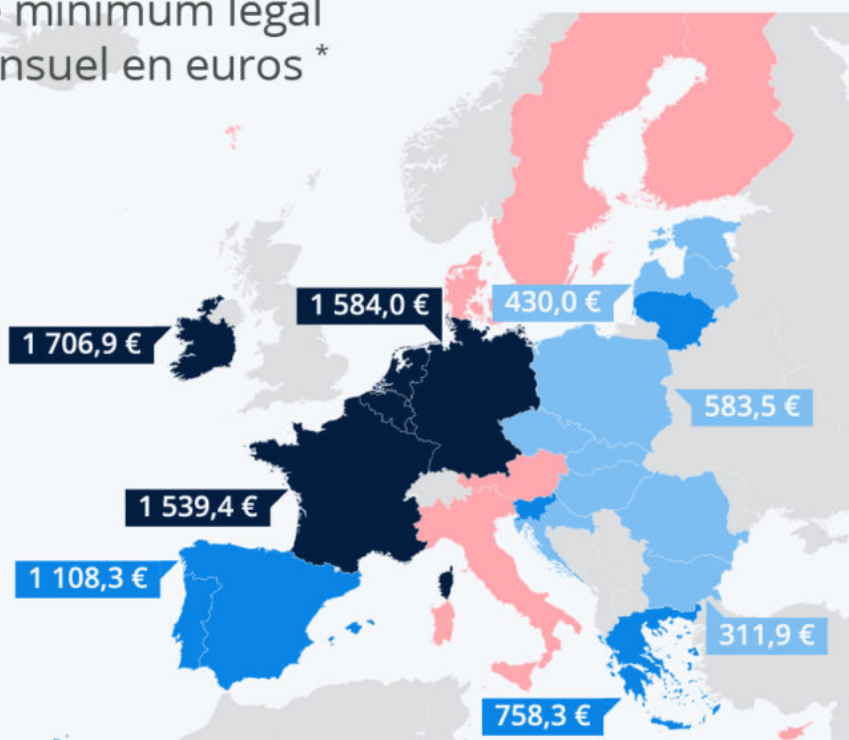 minimum légal
nsuel en euros *
1 584,0 €
430,0 €
1 706,9 €
583,5 €
1 539,4 €
1 108,3 €
311,9 €
758,3 €